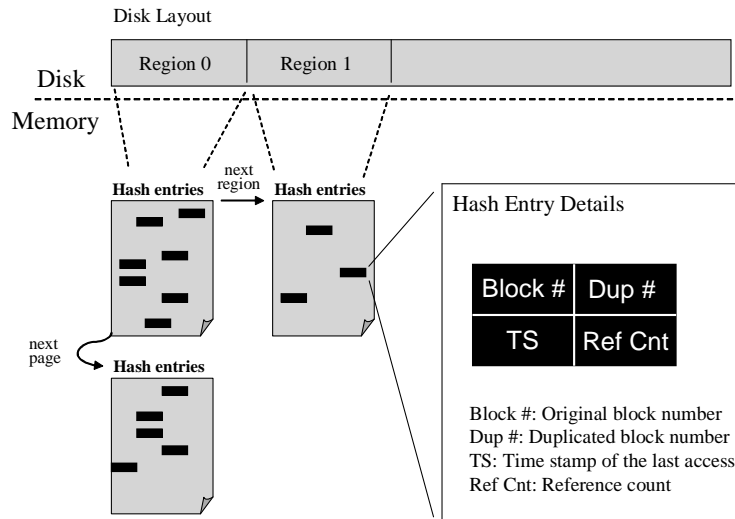 Disk Layout
Region 0 Region 1
Disk
Memory
Hash entries
next
region
Hash entries
Hash Entry Details
Block # Dup #
TS Ref Cnt
next
page
Hash entries
Block #: Original block number
Dup #: Duplicated block number
TS: Time stamp of the last access
Ref Cnt: Reference count